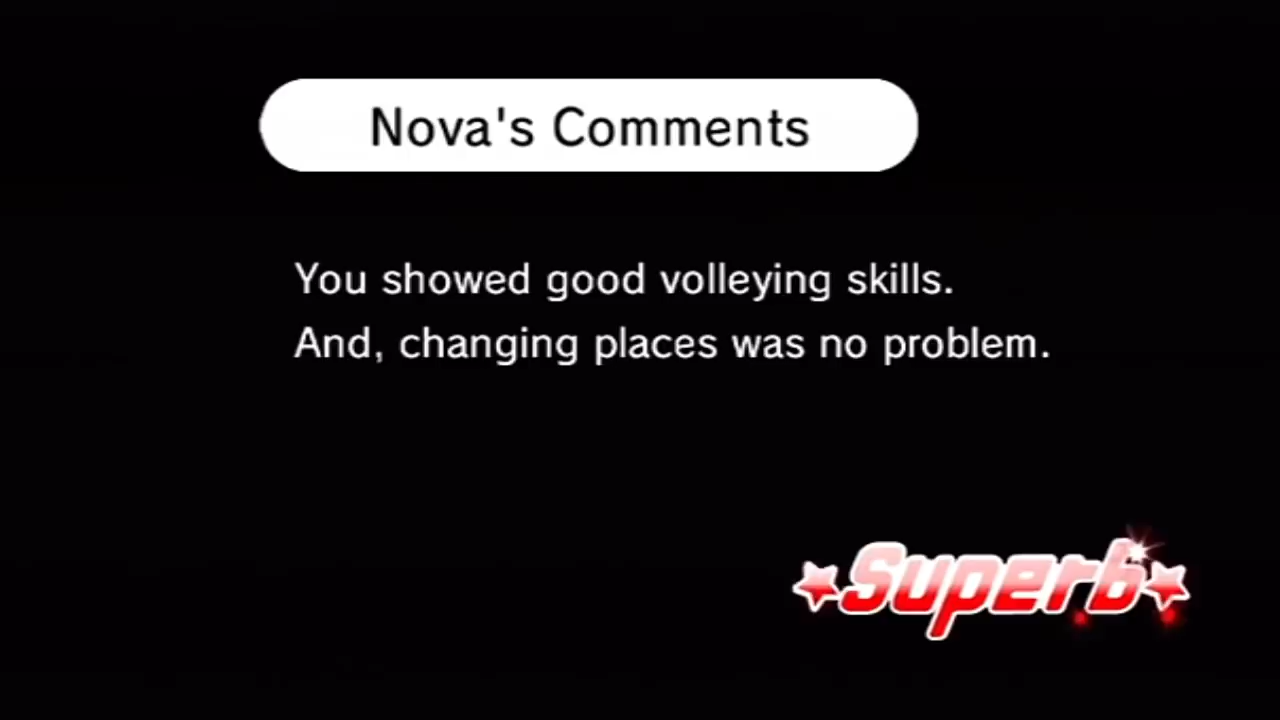 Nova's Comments
You showed good volleying skills.
And, changing places was no problem.
Superb